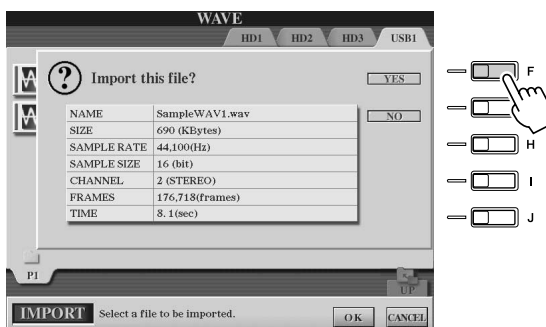 WAVE
HD1 HD2 HD3 USB1
Import this file?
YES
NO
NAME SampleWAV1.wav
SIZE 690 (KBytes)
SAMPLE RATE 44,100(Hz)
SAMPLE SIZE 16 (bit)
CHANNEL 2 (STEREO)
FRAMES 176,718(frames)
TIME 8. 1(sec)
F
H
I
J
P1
UP
IMPORT Select a file to be imported.
OK CANCEL